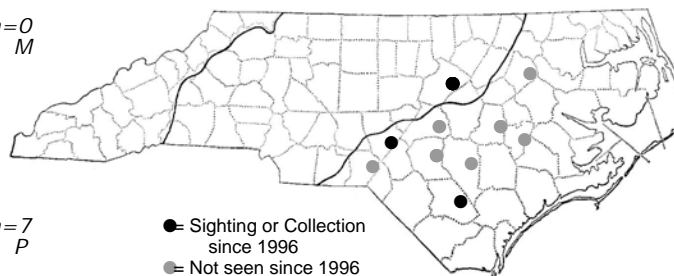 =0
M
=7
P
= Sighting or Collection
since 1996
= Not seen since 1996